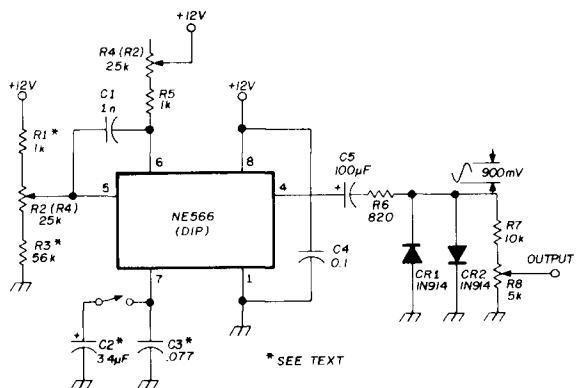 +12V
R4 (R2)
25k
+12V
+12V
C1
1n
R5
1k
R1*
1k
6
8
C5
100µF
900mV
5
4
R2 (R4)
25k
NE566
(DIP)
R6
820
R7
10k
OUTPUT
R3*
56k
C4
0.1
CR1
1N914
CR2
1N914
R8
5k
7
1
C2*
34µF
C3*
.077
*SEE TEXT